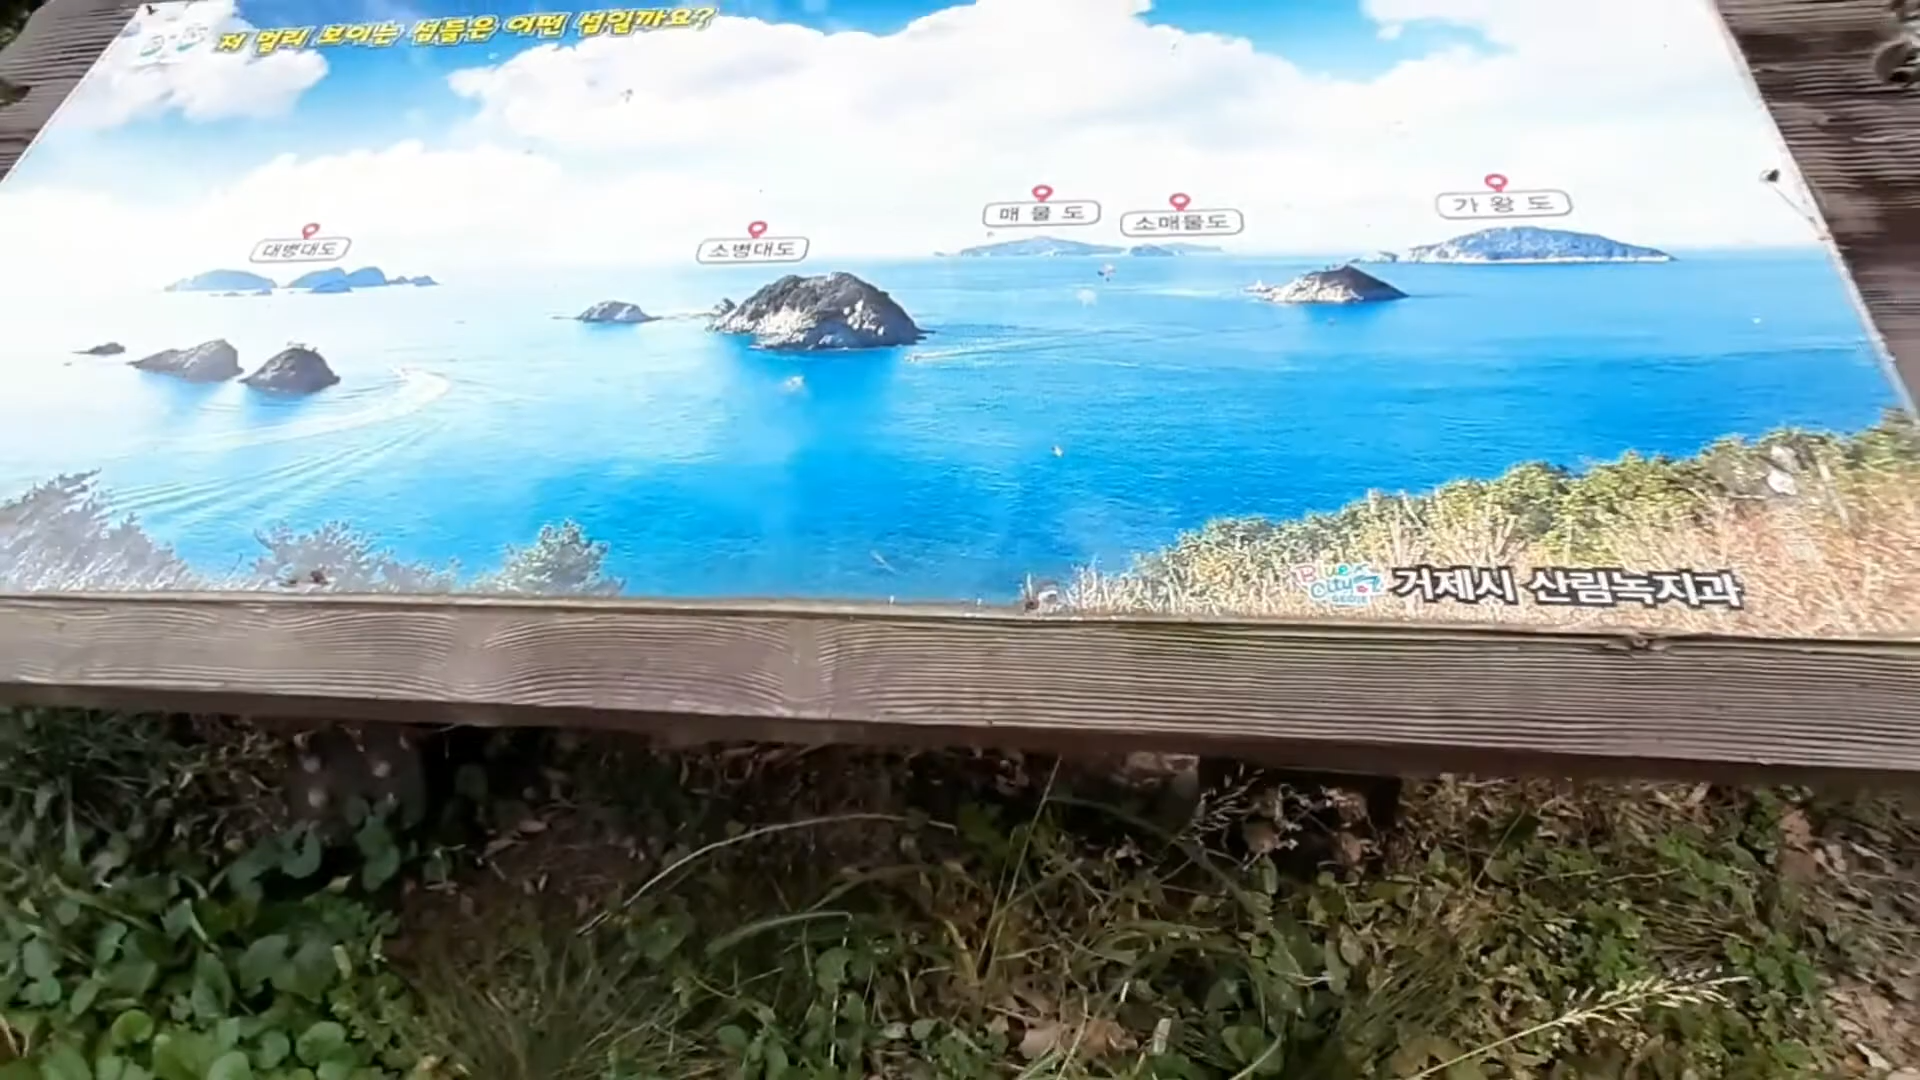 저 멀리 보이는 섬들은 어떤 섬일까요?
대병대도
소병대도
매물도
소매물도
가왕도
Blue City 거제시 산림녹지과